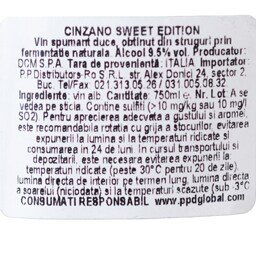 CINZANO SWEET EDITION
Vin spumant dulce, obtinut din struguri prin
fermentatie naturala. Alcool 9.5% vol. Producator:
DCM S.P.A. Tara de provenienta: ITALIA Importator:
P.P.Distributors-Ro S.R.L. str. Alex Donici 24, sector 2.
Buc. Tel/Fax 021.313.05.26 / 031.005.08.32
Ingrediente: vin alb. Cantitate: 750ml e. Nr. Lot: A se
vedea pe sticla. Contine sulfiti (>10 mg/kg sau 10 mg/l
SO2). Pentru aprecierea adecvata a gustului si aromei,
este recomandabila rotatia cu grija a stocurilor, evitarea
expunerii la lumina si la temperaturi ridicate si
consumarea in 24 de luni. In cursul transportului si
depozitarii, este necesara evitarea expunerii la
temperaturi ridicate (peste 30°C pentru 20 de zile),
lumina directa pe termen lung, lumina directa
a soarelui (niciodata) si la temperaturi scazute (sub -3°C
CONSUMATI RESPONSABIL www.ppdglobal.com